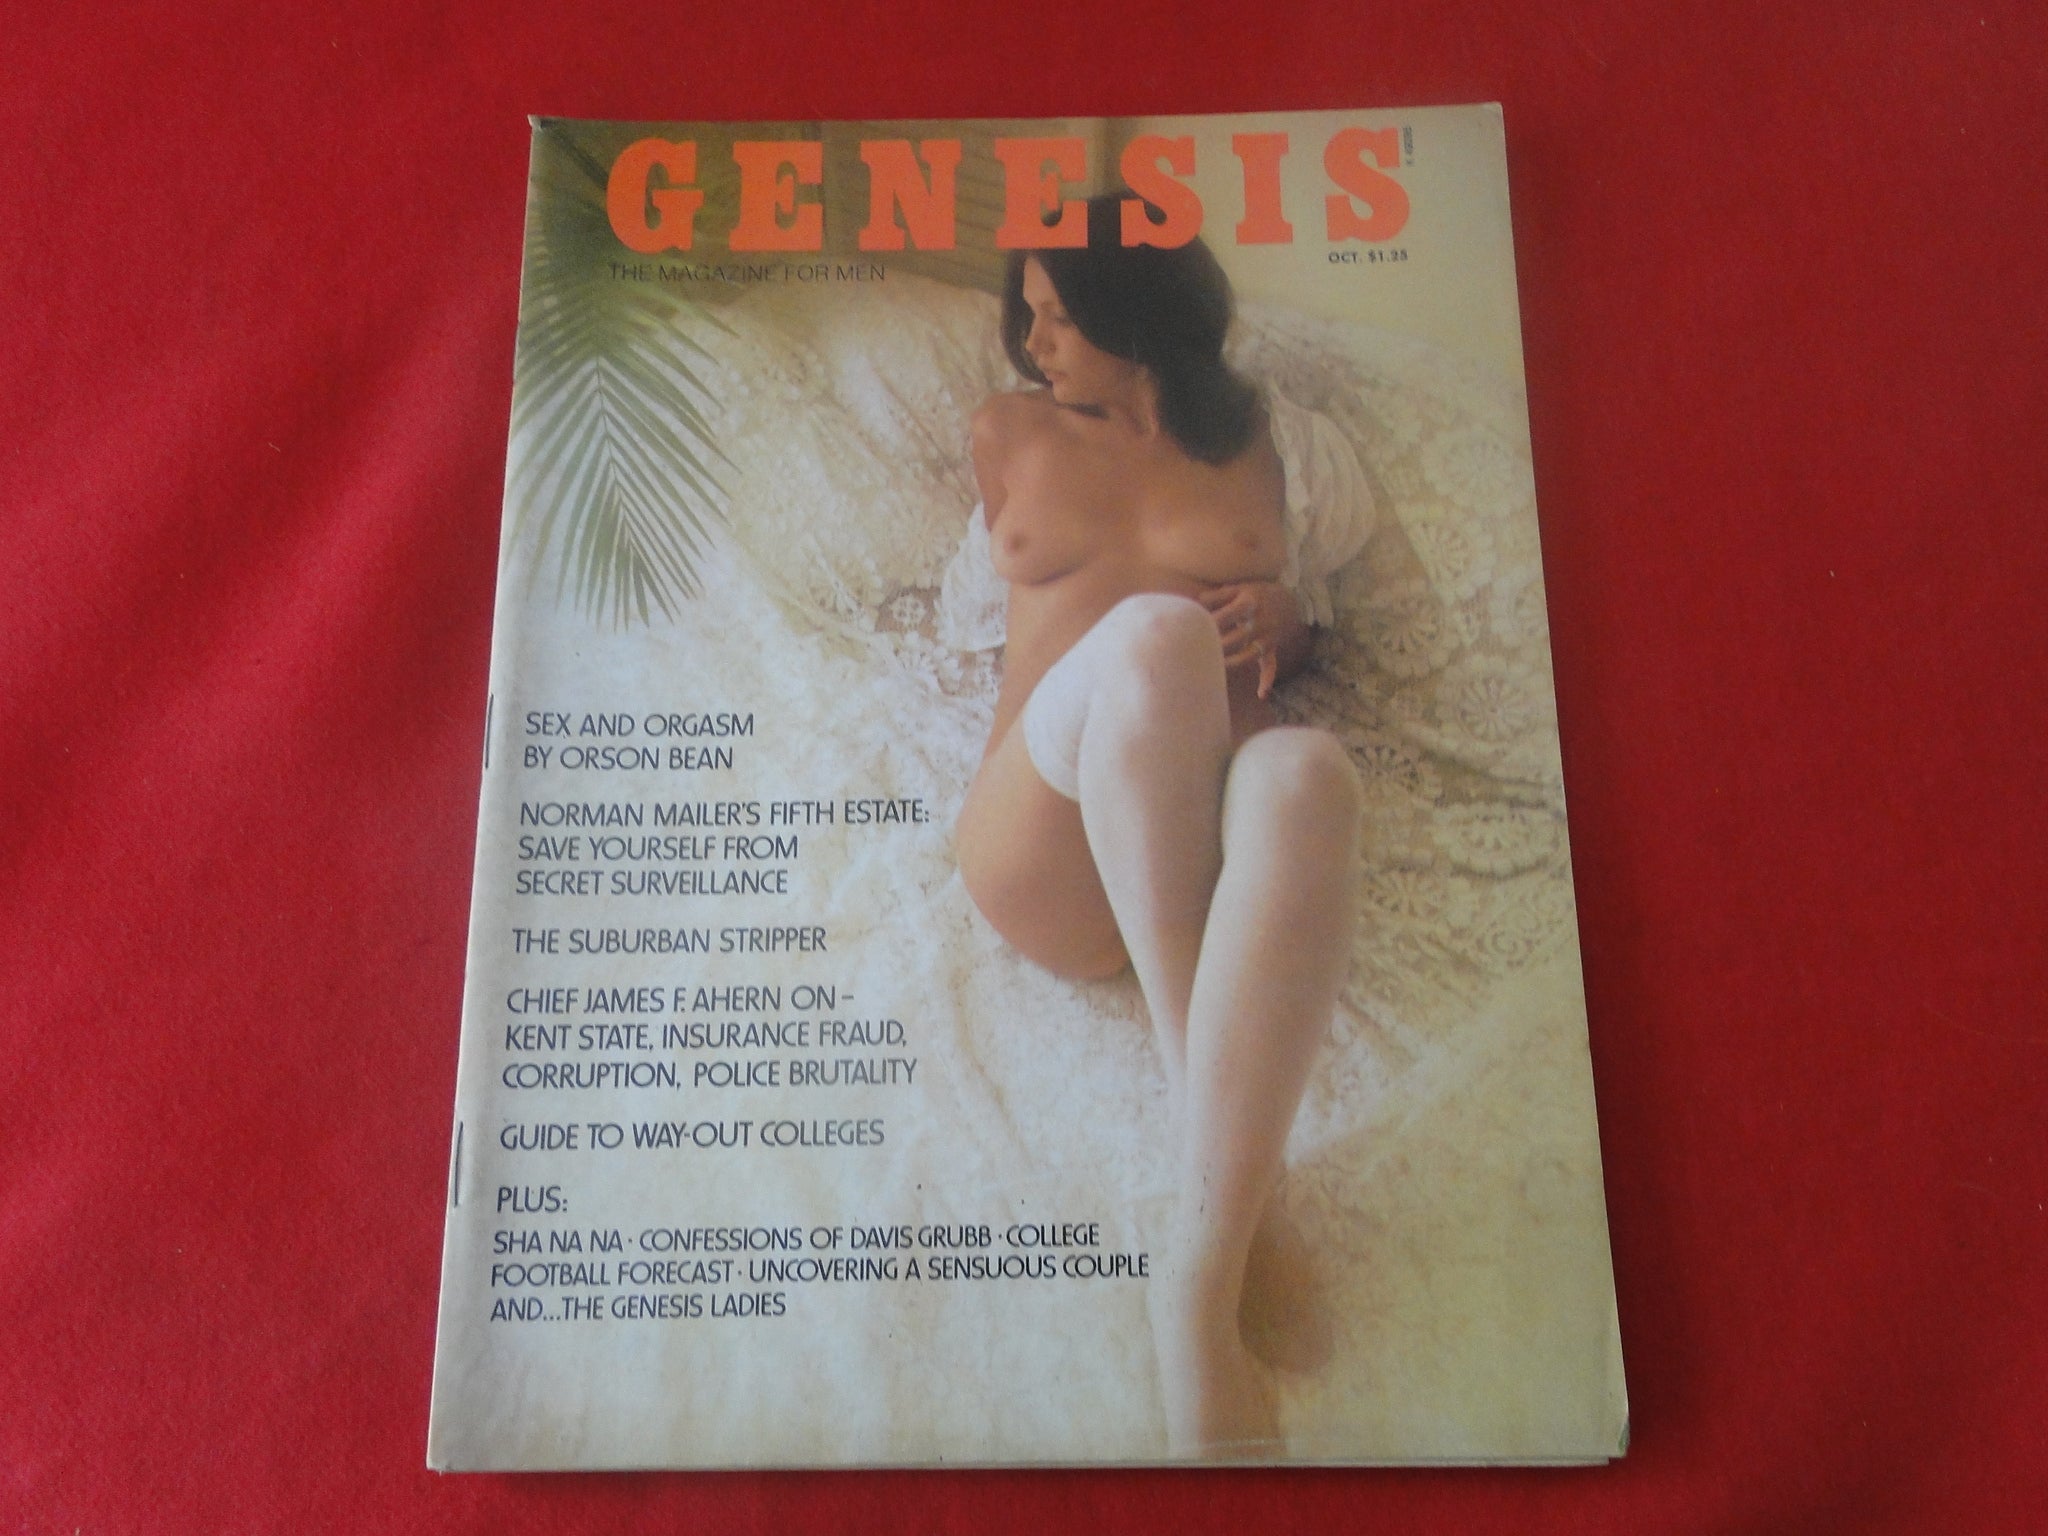 GENESIS
OCT. $1.25
THE MAGAZINE FOR MEN
SEX AND ORGASM
BY ORSON BEAN
NORMAN MAILER'S FIFTH ESTATE:
SAVE YOURSELF FROM
SECRET SURVEILLANCE
THE SUBURBAN STRIPPER
CHIEF JAMES F. AHERN ON–
KENT STATE, INSURANCE FRAUD,
CORRUPTION, POLICE BRUTALITY
GUIDE TO WAY-OUT COLLEGES
PLUS:
SHA NA NA · CONFESSIONS OF DAVIS GRUBB · COLLEGE
FOOTBALL FORECAST · UNCOVERING A SENSUOUS COUPLE
AND...THE GENESIS LADIES